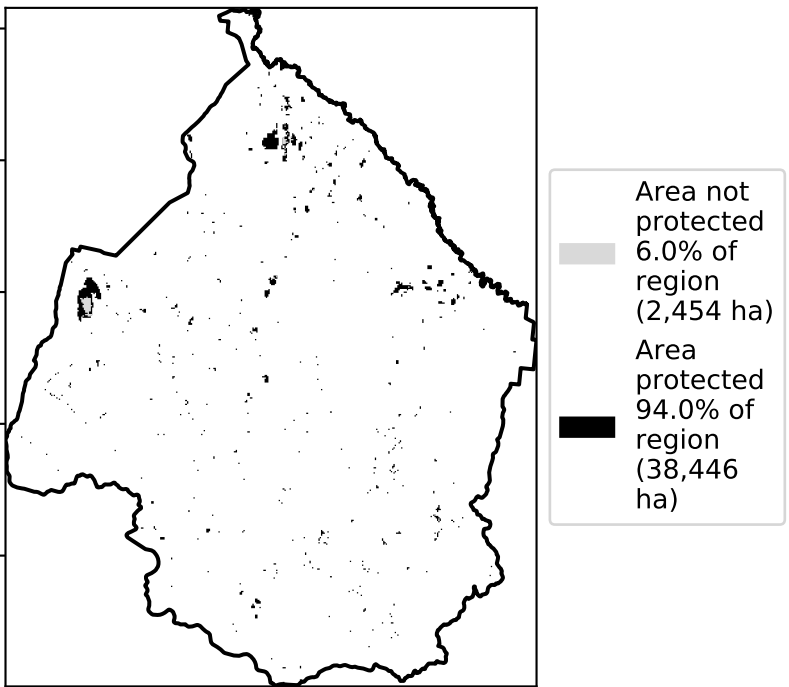 Area not
protected
6.0% of
region
(2,454 ha)
Area
protected
94.0% of
region
(38,446
ha)